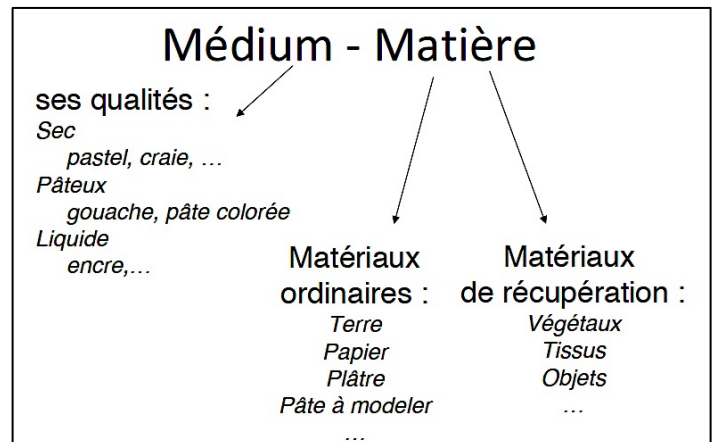 Médium - Matière
ses qualités :
Sec
pastel, craie, …
Pâteux
gouache, pâte colorée
Liquide
encre,…
Matériaux
ordinaires :
Terre
Papier
Plâtre
Pâte à modeler
…
Matériaux
de récupération :
Végétaux
Tissus
Objets
…